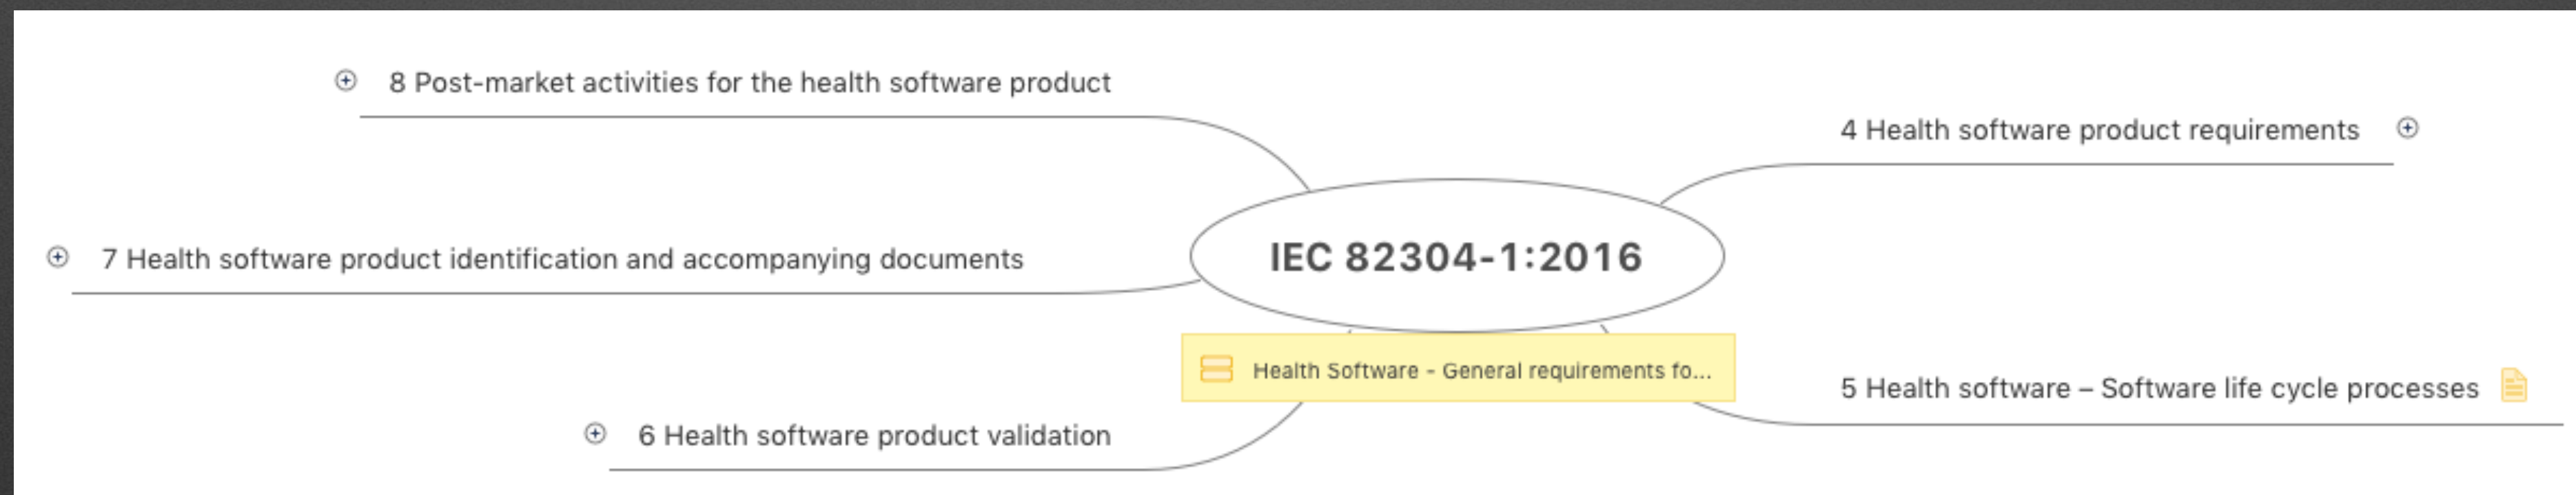 8 Post-market activities for the health software product
4 Health software product requirements
7 Health software product identification and accompanying documents
IEC 82304-1:2016
Health Software - General requirements fo...
5 Health software – Software life cycle processes
6 Health software product validation